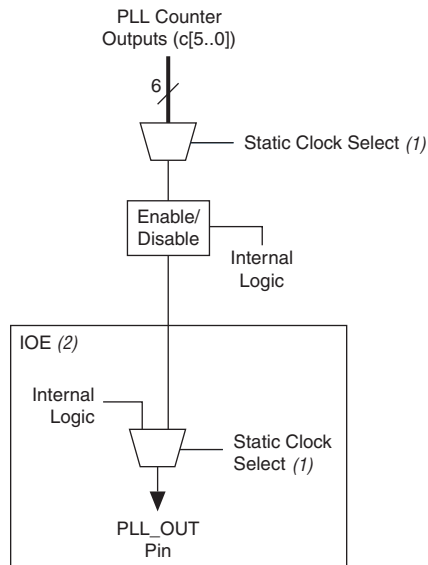 PLL Counter
Outputs (c[5..0])
6
Static Clock Select (1)
Enable/
Disable
Internal
Logic
IOE (2)
Internal
Logic
Static Clock
Select (1)
PLL_OUT
Pin